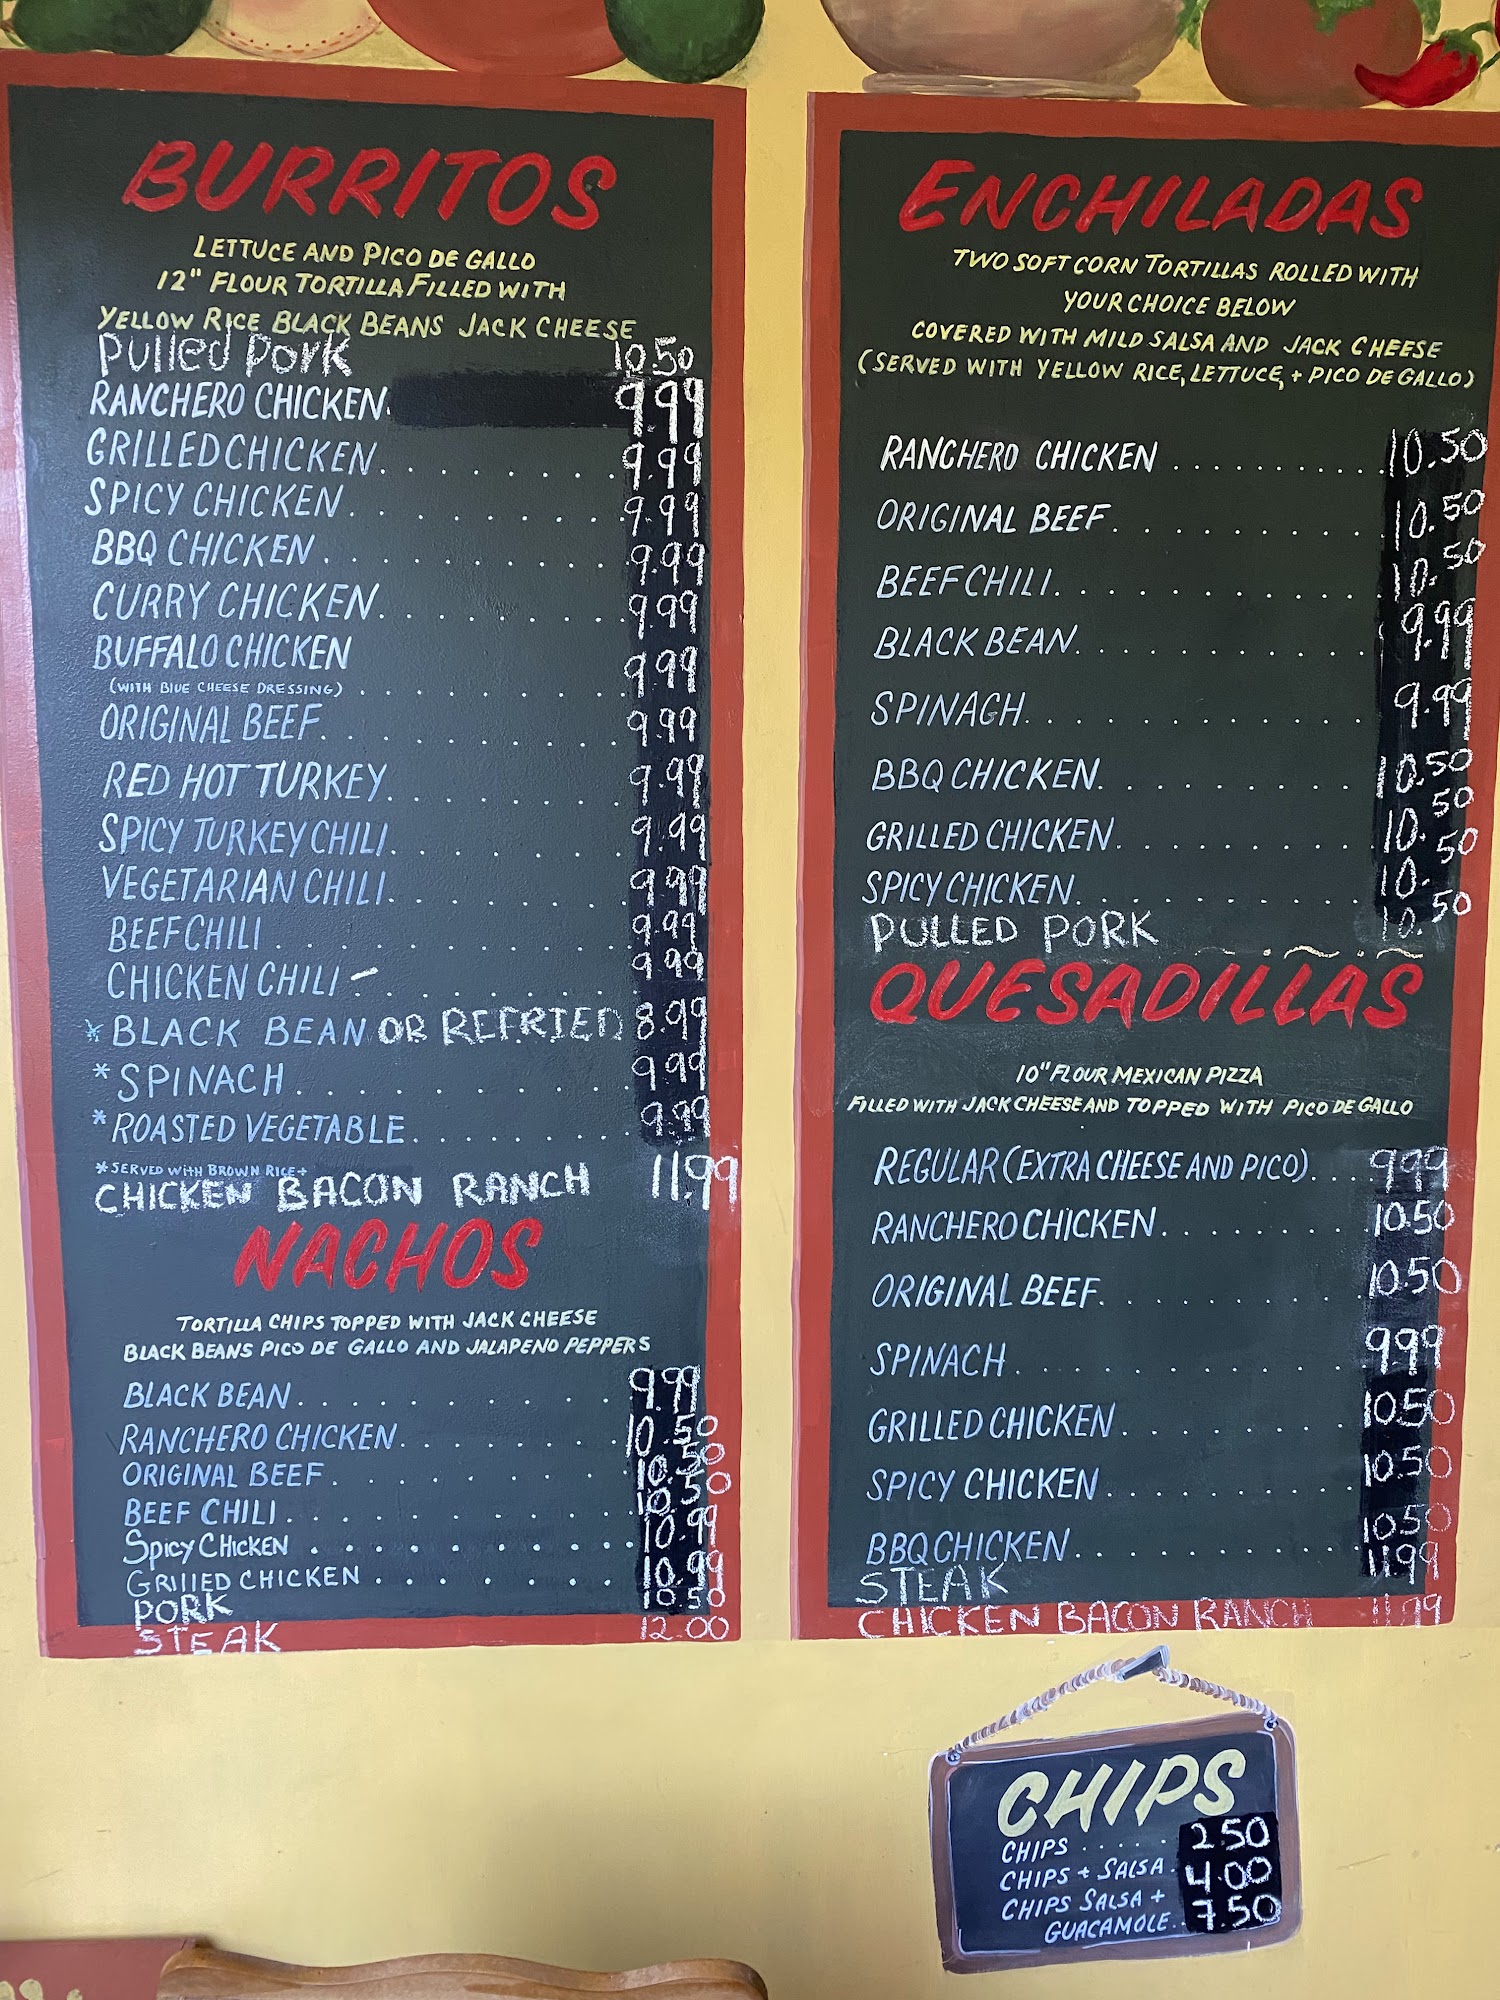 BURRITOS
LETTUCE AND PICO DE GALLO
12" FLOUR TORTILLA FILLED WITH
YELLOW RICE BLACK BEANS JACK CHEESE
Pulled Pork 10.50
RANCHERO CHICKEN. 9.99
GRILLED CHICKEN. . . . . . . . 9.99
SPICY CHICKEN. . . . . . . . 9.99
BBQ CHICKEN . . . . . . . . . 9.99
CURRY CHICKEN. . . . . . . . 9.99
BUFFALO CHICKEN
(WITH BLUE CHEESE DRESSING) . . . . . . . . 9.99
ORIGINAL BEEF. . . . . . . . . 9.99
RED HOT TURKEY. . . . . . . 9.99
SPICY TURKEY CHILI. . . . . . . 9.99
VEGETARIAN CHILI. . . . . . . 9.99
BEEF CHILI . . . . . . . . . . 9.99
CHICKEN CHILI – . . . . . . . . 9.99
* BLACK BEAN OR REFRIED 8.99
* SPINACH . . . . . . . . . . 9.99
* ROASTED VEGETABLE. . . . . . . 9.99
* SERVED WITH BROWN RICE +
CHICKEN BACON RANCH 11.99
NACHOS
TORTILLA CHIPS TOPPED WITH JACK CHEESE
BLACK BEANS PICO DE GALLO AND JALAPENO PEPPERS
BLACK BEAN. . . . . . . . . 9.99
RANCHERO CHICKEN. . . . . . 10.50
ORIGINAL BEEF . . . . . . . . 10.50
BEEF CHILI . . . . . . . . . 10.50
SPICY CHICKEN . . . . . . . . . 10.99
GRILLED CHICKEN . . . . . . . 10.99
PORK 10.50
STEAK 12.00
ENCHILADAS
TWO SOFT CORN TORTILLAS ROLLED WITH
YOUR CHOICE BELOW
COVERED WITH MILD SALSA AND JACK CHEESE
(SERVED WITH YELLOW RICE, LETTUCE, + PICO DE GALLO)
RANCHERO CHICKEN . . . . . . . . . . 10.50
ORIGINAL BEEF. . . . . . . . . . 10.50
BEEF CHILI. . . . . . . . . . . . 10.50
BLACK BEAN. . . . . . . . . . . 9.99
SPINACH. . . . . . . . . . . . 9.99
BBQ CHICKEN. . . . . . . . . . 10.50
GRILLED CHICKEN. . . . . . . . . 10.50
SPICY CHICKEN. . . . . . . . . . 10.50
PULLED PORK 10.50
QUESADILLAS
10" FLOUR MEXICAN PIZZA
FILLED WITH JACK CHEESE AND TOPPED WITH PICO DE GALLO
REGULAR (EXTRA CHEESE AND PICO). . . . 9.99
RANCHERO CHICKEN. . . . . . . . 10.50
ORIGINAL BEEF. . . . . . . . . . 10.50
SPINACH . . . . . . . . . . . . 9.99
GRILLED CHICKEN . . . . . . . . 10.50
SPICY CHICKEN . . . . . . . . . 10.50
BBQ CHICKEN. . . . . . . . . . 10.50
STEAK 11.99
CHICKEN BACON RANCH 11.99
CHIPS
CHIPS . . . . . 2.50
CHIPS + SALSA . 4.00
CHIPS SALSA +
GUACAMOLE. . 7.50